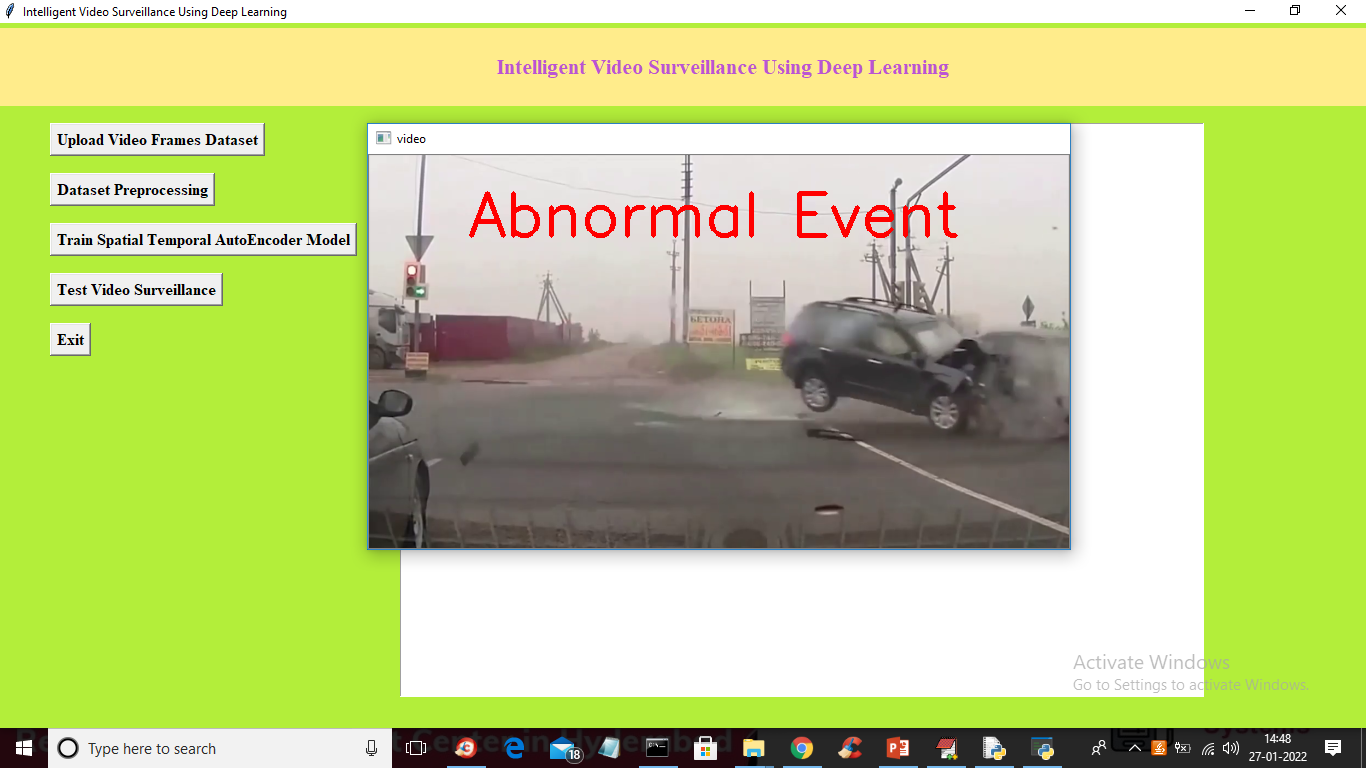 Intelligent Video Surveillance Using Deep Learning
Intelligent Video Surveillance Using Deep Learning
Upload Video Frames Dataset
Dataset Preprocessing
Train Spatial Temporal AutoEncoder Model
Test Video Surveillance
Exit
video
Abnormal Event
БЕТОНА
Activate Windows
Go to Settings to activate Windows.
Type here to search
18
14:48
27-01-2022